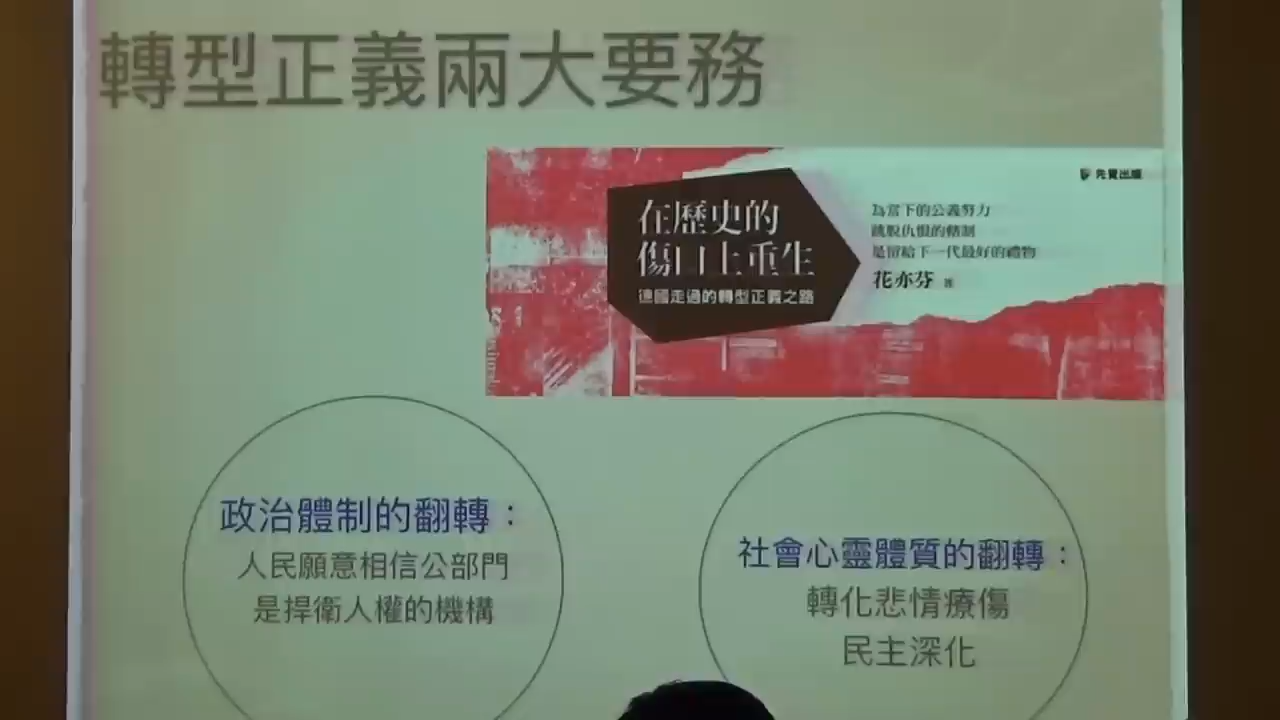 轉型正義兩大要務
先覺出版
在歷史的
傷口上重生
德國走過的轉型正義之路
為當下的公義努力
跳脫仇恨的轄制
是留給下一代最好的禮物
花亦芬 著
政治體制的翻轉：
人民願意相信公部門
是捍衛人權的機構
社會心靈體質的翻轉：
轉化悲情療傷
民主深化